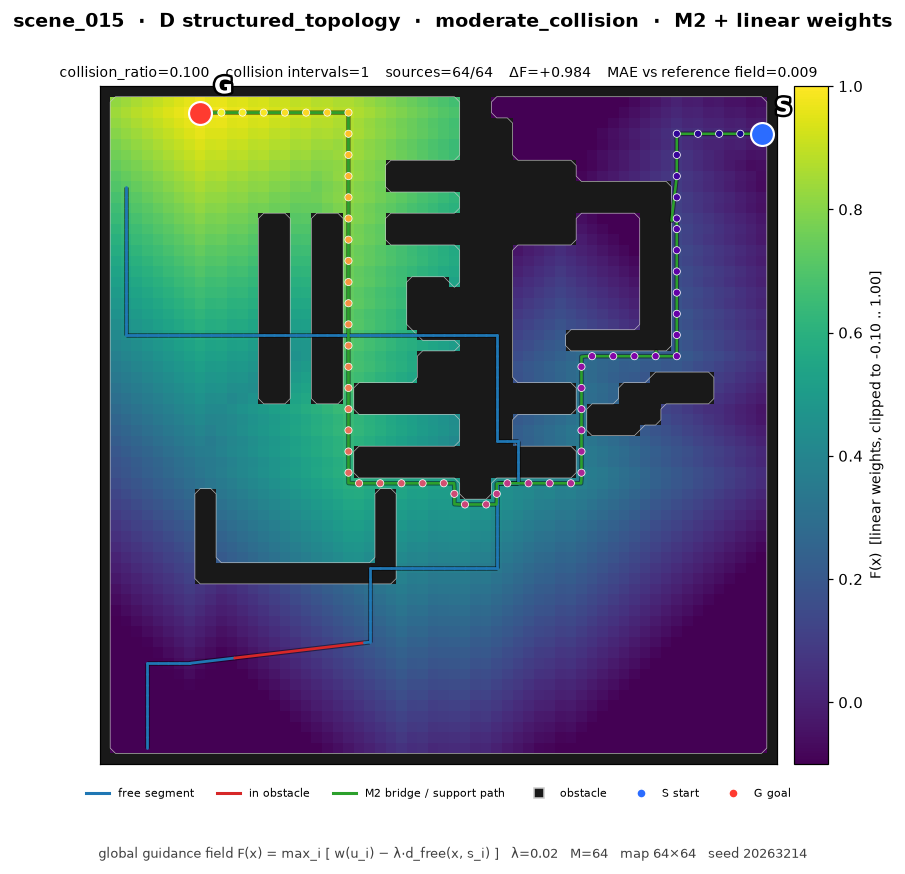 scene_015 · D structured_topology · moderate_collision · M2 + linear weights
collision_ratio=0.100 collision intervals=1 sources=64/64 ΔF=+0.984 MAE vs reference field=0.009
G
S
1.0
0.8
0.6
0.4
0.2
0.0
F(x) [linear weights, clipped to -0.10 .. 1.00]
free segment
in obstacle
M2 bridge / support path
obstacle
S start
G goal
global guidance field F(x) = max_i [ w(u_i) − λ·d_free(x, s_i) ] λ=0.02 M=64 map 64×64 seed 20263214